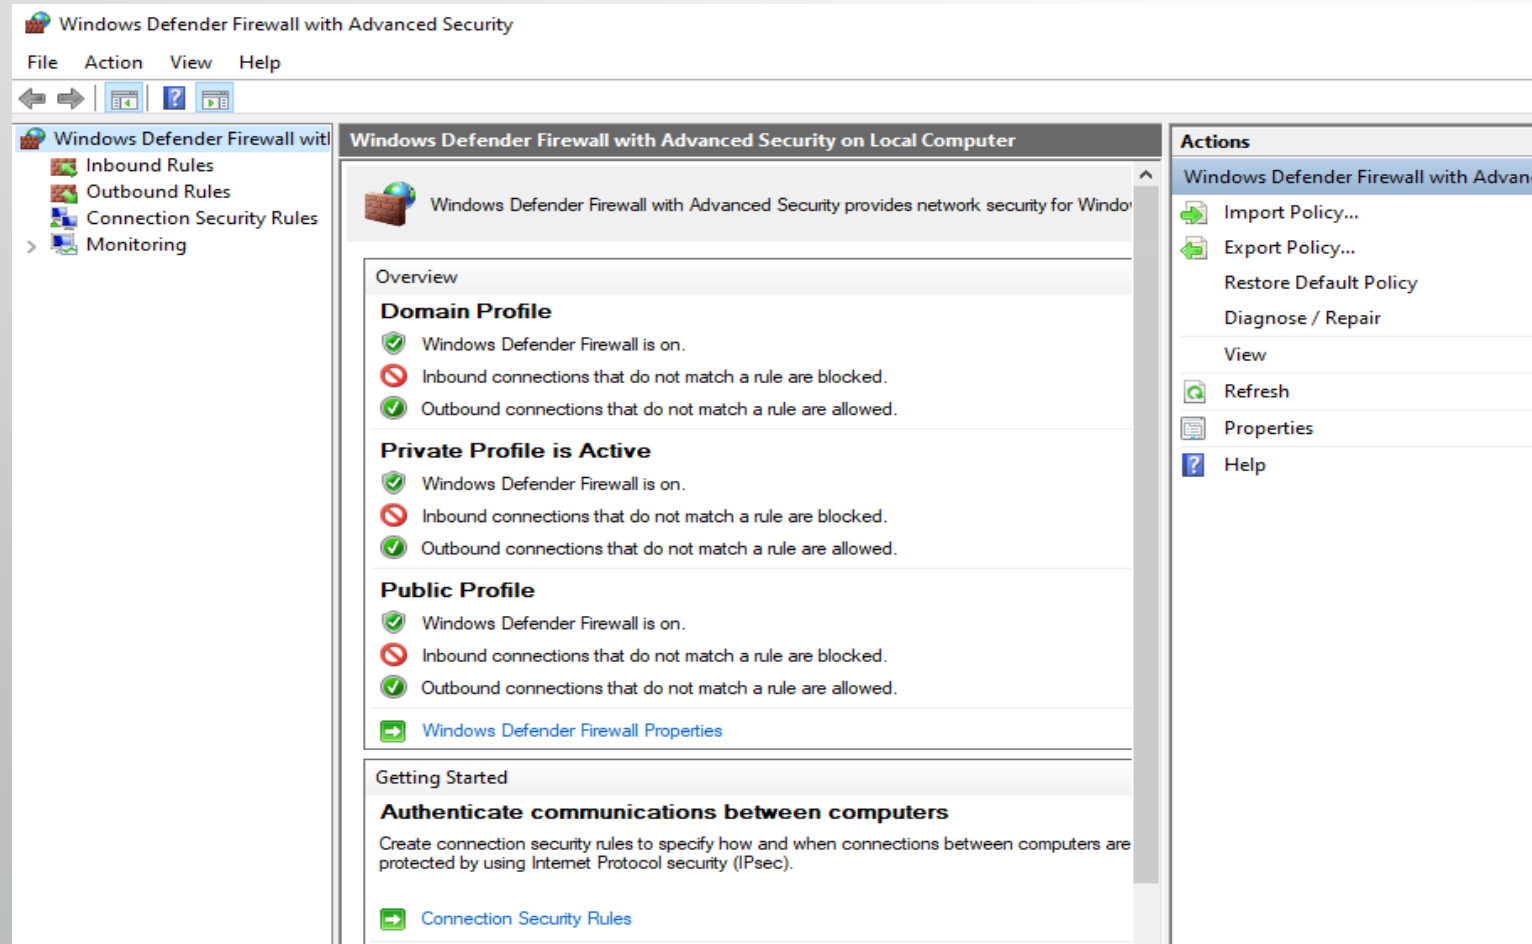 Windows Defender Firewall with Advanced Security
File Action View Help
Windows Defender Firewall with
Inbound Rules
Outbound Rules
Connection Security Rules
Monitoring
Windows Defender Firewall with Advanced Security on Local Computer
Windows Defender Firewall with Advanced Security provides network security for Window
Overview
Domain Profile
Windows Defender Firewall is on.
Inbound connections that do not match a rule are blocked.
Outbound connections that do not match a rule are allowed.
Private Profile is Active
Windows Defender Firewall is on.
Inbound connections that do not match a rule are blocked.
Outbound connections that do not match a rule are allowed.
Public Profile
Windows Defender Firewall is on.
Inbound connections that do not match a rule are blocked.
Outbound connections that do not match a rule are allowed.
Windows Defender Firewall Properties
Getting Started
Authenticate communications between computers
Create connection security rules to specify how and when connections between computers are
protected by using Internet Protocol security (IPsec).
Connection Security Rules
Actions
Windows Defender Firewall with Advan
Import Policy...
Export Policy...
Restore Default Policy
Diagnose / Repair
View
Refresh
Properties
Help